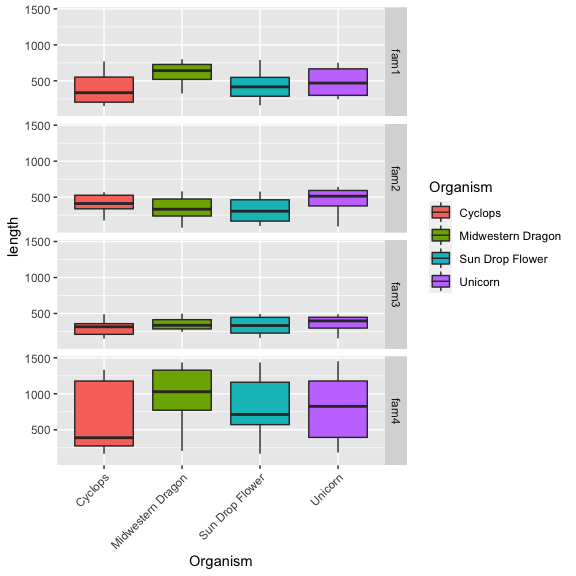 length
1500
1000
500
fam1
1500
1000
500
fam2
1500
1000
500
fam3
1500
1000
500
fam4
Cyclops
Midwestern Dragon
Sun Drop Flower
Unicorn
Organism
Organism
Cyclops
Midwestern Dragon
Sun Drop Flower
Unicorn